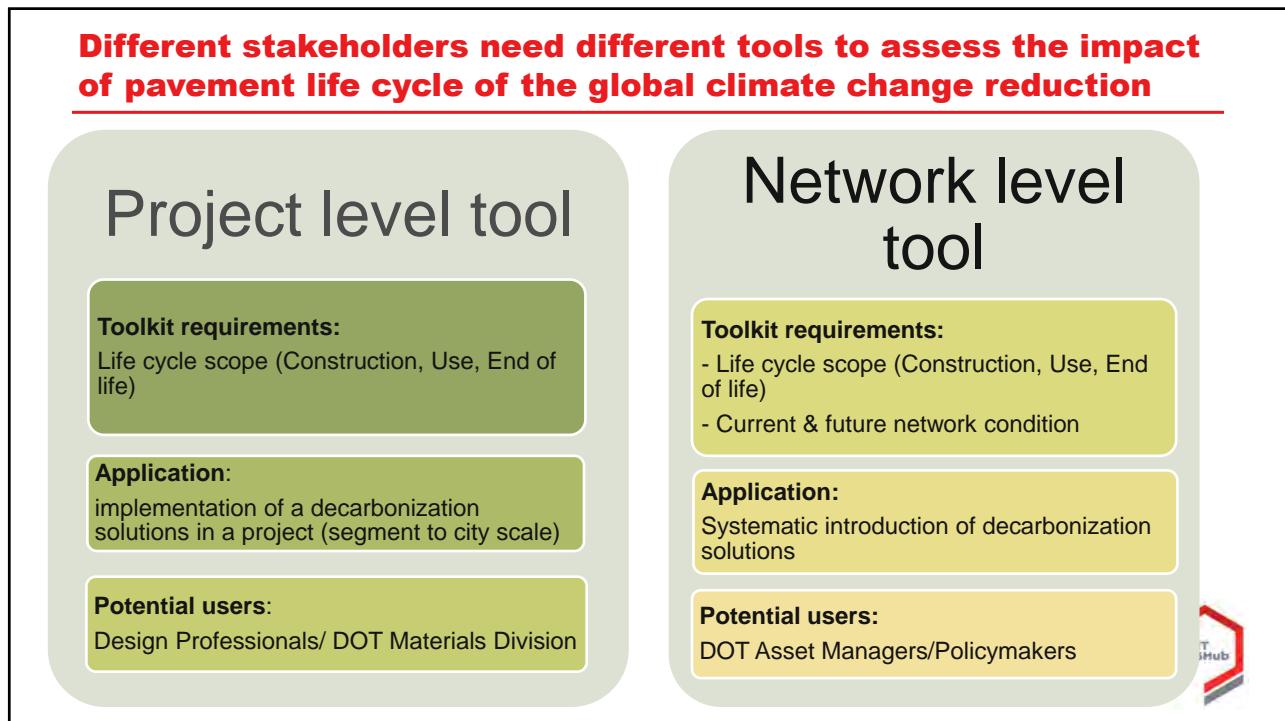 Different stakeholders need different tools to assess the impact
of pavement life cycle of the global climate change reduction
Project level tool
Toolkit requirements:
Life cycle scope (Construction, Use, End of
life)
Application:
implementation of a decarbonization
solutions in a project (segment to city scale)
Potential users:
Design Professionals/ DOT Materials Division
Network level
tool
Toolkit requirements:
- Life cycle scope (Construction, Use, End
of life)
- Current & future network condition
Application:
Systematic introduction of decarbonization
solutions
Potential users:
DOT Asset Managers/Policymakers